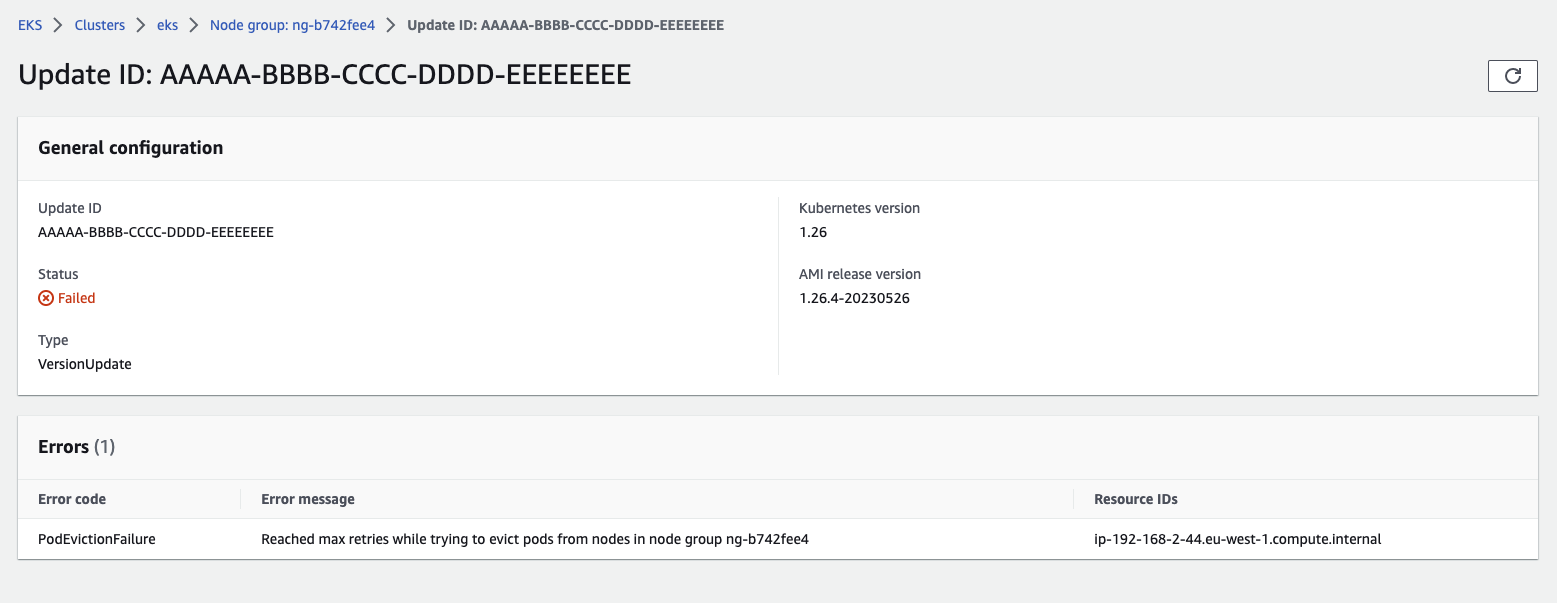 EKS > Clusters > eks > Node group: ng-b742fee4 > Update ID: AAAAA-BBBB-CCCC-DDDD-EEEEEEEE
Update ID: AAAAA-BBBB-CCCC-DDDD-EEEEEEEE
General configuration
Update ID
AAAAA-BBBB-CCCC-DDDD-EEEEEEEE
Status
Failed
Type
VersionUpdate
Kubernetes version
1.26
AMI release version
1.26.4-20230526
Errors (1)
Error code Error message Resource IDs
PodEvictionFailure Reached max retries while trying to evict pods from nodes in node group ng-b742fee4 ip-192-168-2-44.eu-west-1.compute.internal